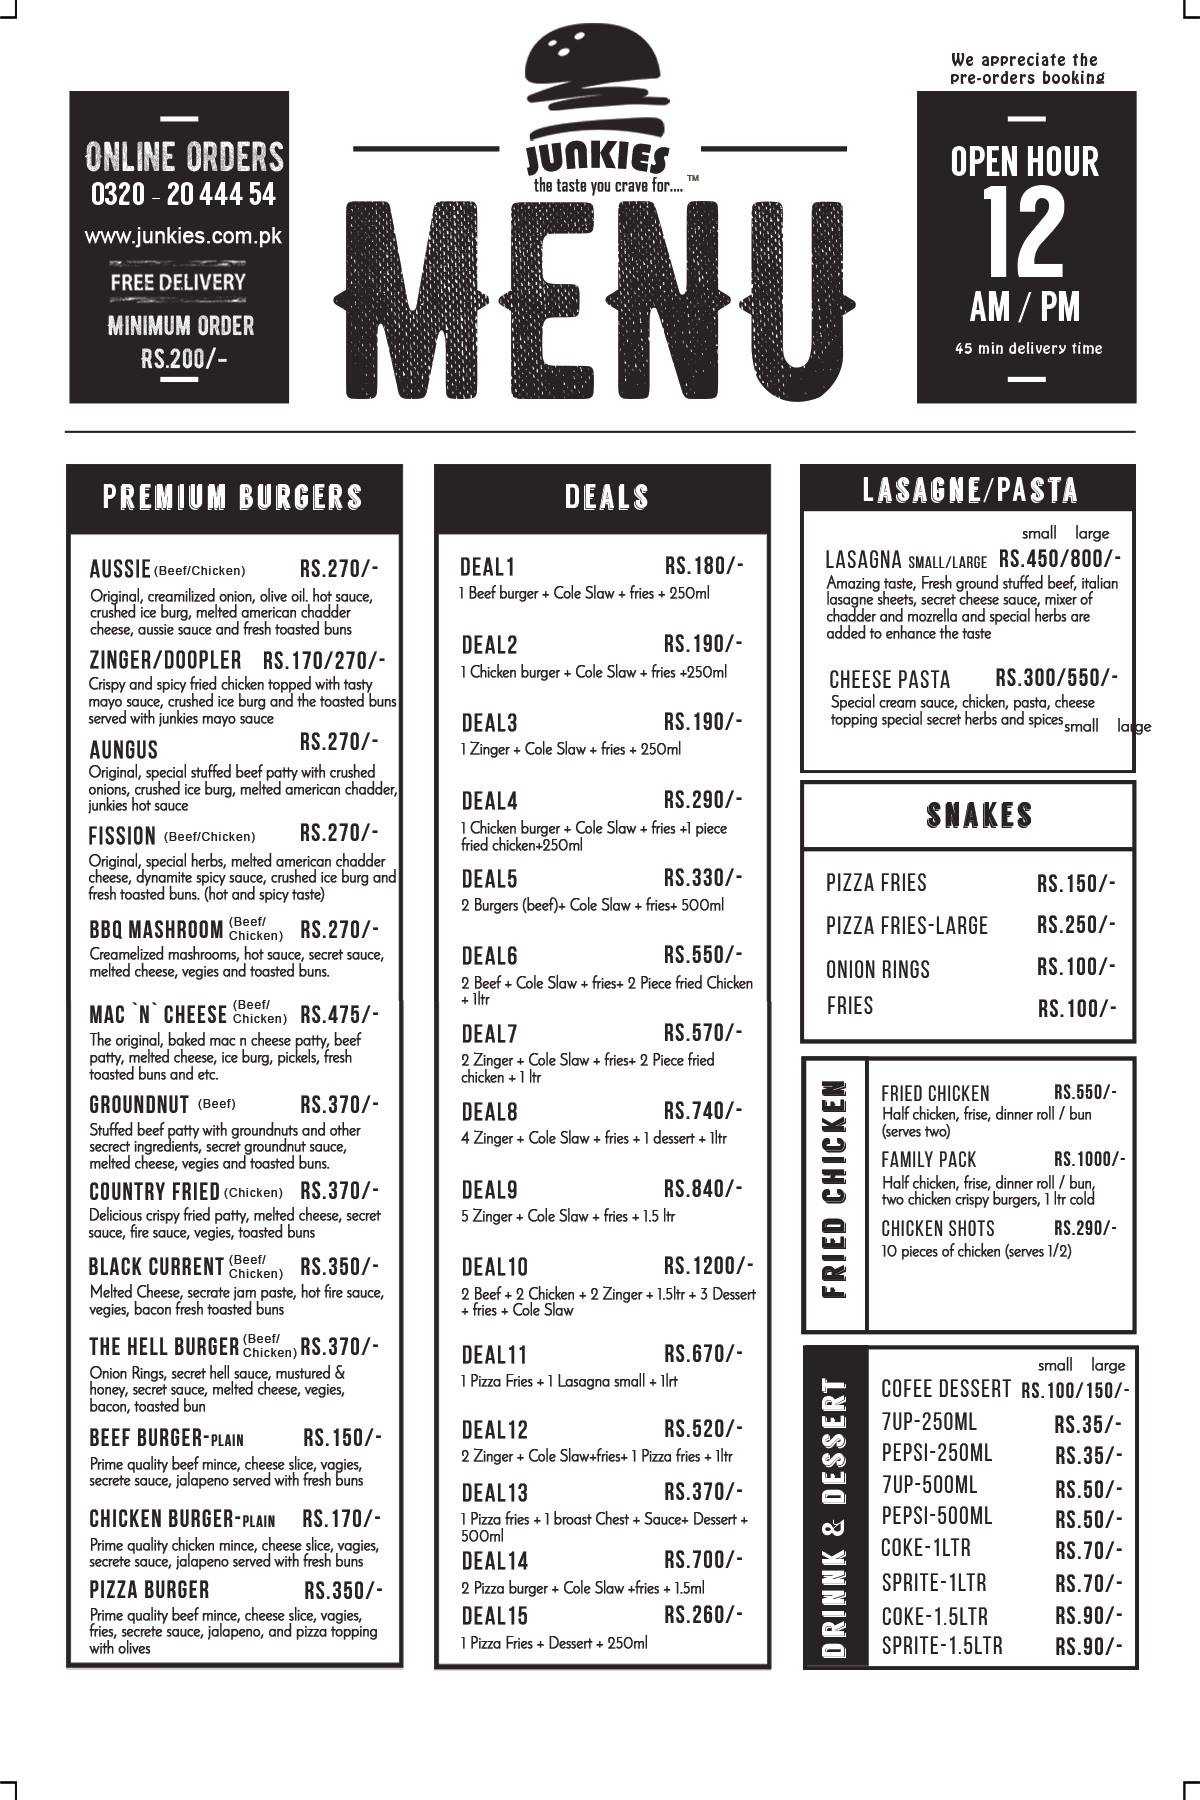 We appreciate the
pre-orders booking
ONLINE ORDERS
0320 - 20 444 54
www.junkies.com.pk
FREE DELIVERY
MINIMUM ORDER
RS.200/-
JUNKIES
the taste you crave for.... ™
MENU
OPEN HOUR
12
AM / PM
45 min delivery time
PREMIUM BURGERS
AUSSIE (Beef/Chicken) RS.270/-
Original, creamilized onion, olive oil. hot sauce,
crushed ice burg, melted american chadder
cheese, aussie sauce and fresh toasted buns
ZINGER/DOOPLER RS.170/270/-
Crispy and spicy fried chicken topped with tasty
mayo sauce, crushed ice burg and the toasted buns
served with junkies mayo sauce
AUNGUS RS.270/-
Original, special stuffed beef patty with crushed
onions, crushed ice burg, melted american chadder,
junkies hot sauce
FISSION (Beef/Chicken) RS.270/-
Original, special herbs, melted american chadder
cheese, dynamite spicy sauce, crushed ice burg and
fresh toasted buns. (hot and spicy taste)
BBQ MASHROOM (Beef/
Chicken) RS.270/-
Creamelized mashrooms, hot sauce, secret sauce,
melted cheese, vegies and toasted buns.
MAC `N` CHEESE (Beef/
Chicken) RS.475/-
The original, baked mac n cheese patty, beef
patty, melted cheese, ice burg, pickels, fresh
toasted buns and etc.
GROUNDNUT (Beef) RS.370/-
Stuffed beef patty with groundnuts and other
secrect ingredients, secret groundnut sauce,
melted cheese, vegies and toasted buns.
COUNTRY FRIED (Chicken) RS.370/-
Delicious crispy fried patty, melted cheese, secret
sauce, fire sauce, vegies, toasted buns
BLACK CURRENT (Beef/
Chicken) RS.350/-
Melted Cheese, secrate jam paste, hot fire sauce,
vegies, bacon fresh toasted buns
THE HELL BURGER (Beef/
Chicken) RS.370/-
Onion Rings, secret hell sauce, mustured &
honey, secret sauce, melted cheese, vegies,
bacon, toasted bun
BEEF BURGER-PLAIN RS.150/-
Prime quality beef mince, cheese slice, vagies,
secrete sauce, jalapeno served with fresh buns
CHICKEN BURGER-PLAIN RS.170/-
Prime quality chicken mince, cheese slice, vagies,
secrete sauce, jalapeno served with fresh buns
PIZZA BURGER RS.350/-
Prime quality beef mince, cheese slice, vagies,
fries, secrete sauce, jalapeno, and pizza topping
with olives
DEALS
DEAL1 RS.180/-
1 Beef burger + Cole Slaw + fries + 250ml
DEAL2 RS.190/-
1 Chicken burger + Cole Slaw + fries +250ml
DEAL3 RS.190/-
1 Zinger + Cole Slaw + fries + 250ml
DEAL4 RS.290/-
1 Chicken burger + Cole Slaw + fries +1 piece
fried chicken+250ml
DEAL5 RS.330/-
2 Burgers (beef)+ Cole Slaw + fries+ 500ml
DEAL6 RS.550/-
2 Beef + Cole Slaw + fries+ 2 Piece fried Chicken
+ 1ltr
DEAL7 RS.570/-
2 Zinger + Cole Slaw + fries+ 2 Piece fried
chicken + 1 ltr
DEAL8 RS.740/-
4 Zinger + Cole Slaw + fries + 1 dessert + 1ltr
DEAL9 RS.840/-
5 Zinger + Cole Slaw + fries + 1.5 ltr
DEAL10 RS.1200/-
2 Beef + 2 Chicken + 2 Zinger + 1.5ltr + 3 Dessert
+ fries + Cole Slaw
DEAL11 RS.670/-
1 Pizza Fries + 1 Lasagna small + 1lrt
DEAL12 RS.520/-
2 Zinger + Cole Slaw+fries+ 1 Pizza fries + 1ltr
DEAL13 RS.370/-
1 Pizza fries + 1 broast Chest + Sauce+ Dessert +
500ml
DEAL14 RS.700/-
2 Pizza burger + Cole Slaw +fries + 1.5ml
DEAL15 RS.260/-
1 Pizza Fries + Dessert + 250ml
LASAGNE/PASTA
small large
LASAGNA SMALL/LARGE RS.450/800/-
Amazing taste, Fresh ground stuffed beef, italian
lasagne sheets, secret cheese sauce, mixer of
chadder and mozrella and special herbs are
added to enhance the taste
CHEESE PASTA RS.300/550/-
Special cream sauce, chicken, pasta, cheese
topping special secret herbs and spices small large
SNAKES
PIZZA FRIES RS.150/-
PIZZA FRIES-LARGE RS.250/-
ONION RINGS RS.100/-
FRIES RS.100/-
FRIED CHICKEN
FRIED CHICKEN RS.550/-
Half chicken, frise, dinner roll / bun
(serves two)
FAMILY PACK RS.1000/-
Half chicken, frise, dinner roll / bun,
two chicken crispy burgers, 1 ltr cold
CHICKEN SHOTS RS.290/-
10 pieces of chicken (serves 1/2)
DRINNK & DESSERT
small large
COFEE DESSERT RS.100/150/-
7UP-250ML RS.35/-
PEPSI-250ML RS.35/-
7UP-500ML RS.50/-
PEPSI-500ML RS.50/-
COKE-1LTR RS.70/-
SPRITE-1LTR RS.70/-
COKE-1.5LTR RS.90/-
SPRITE-1.5LTR RS.90/-